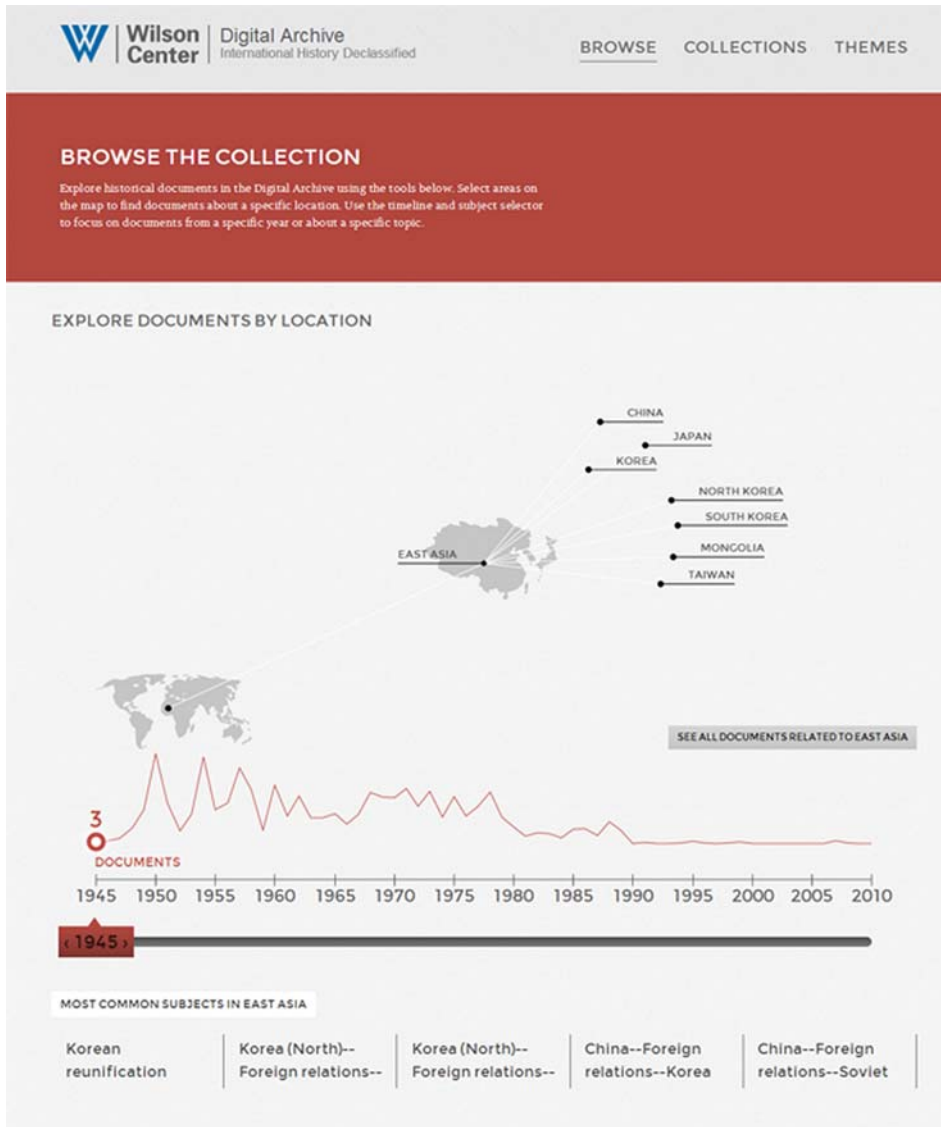 Wilson Center
Digital Archive
International History Declassified
BROWSE COLLECTIONS THEMES
BROWSE THE COLLECTION
Explore historical documents in the Digital Archive using the tools below. Select areas on
the map to find documents about a specific location. Use the timeline and subject selector
to focus on documents from a specific year or about a specific topic.
EXPLORE DOCUMENTS BY LOCATION
CHINA
JAPAN
KOREA
NORTH KOREA
SOUTH KOREA
MONGOLIA
TAIWAN
EAST ASIA
SEE ALL DOCUMENTS RELATED TO EAST ASIA
3
DOCUMENTS
1945 1950 1955 1960 1965 1970 1975 1980 1985 1990 1995 2000 2005 2010
‹ 1945 ›
MOST COMMON SUBJECTS IN EAST ASIA
Korean
reunification
Korea (North)--
Foreign relations--
Korea (North)--
Foreign relations--
China--Foreign
relations--Korea
China--Foreign
relations--Soviet